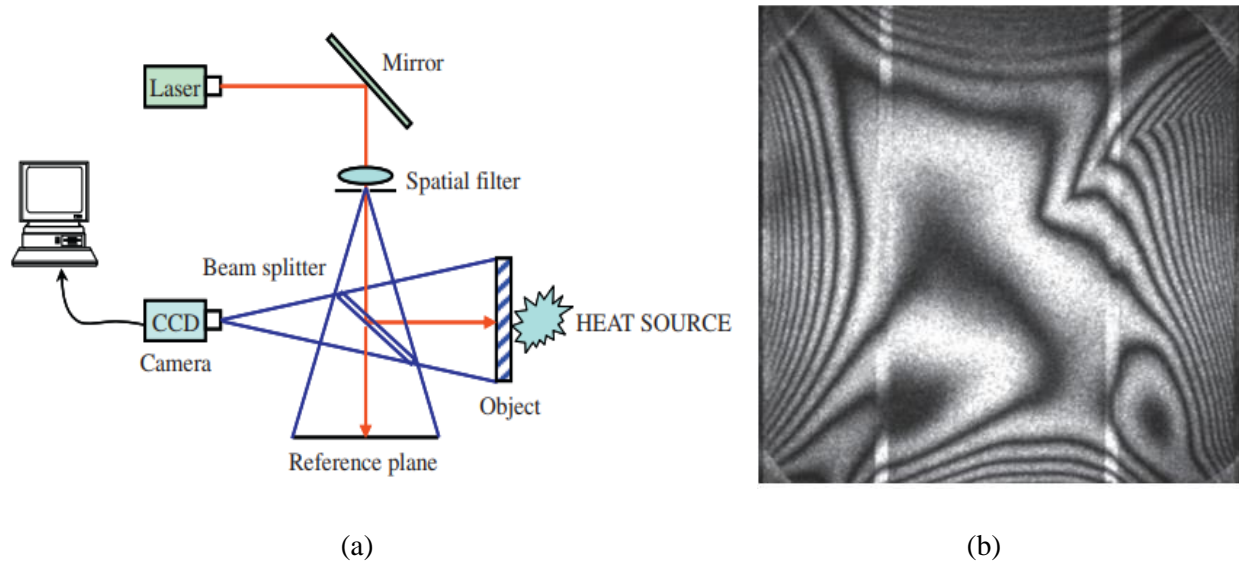 Mirror
Laser
Spatial filter
Beam splitter
CCD
HEAT SOURCE
Camera
Object
Reference plane
(a)
(b)